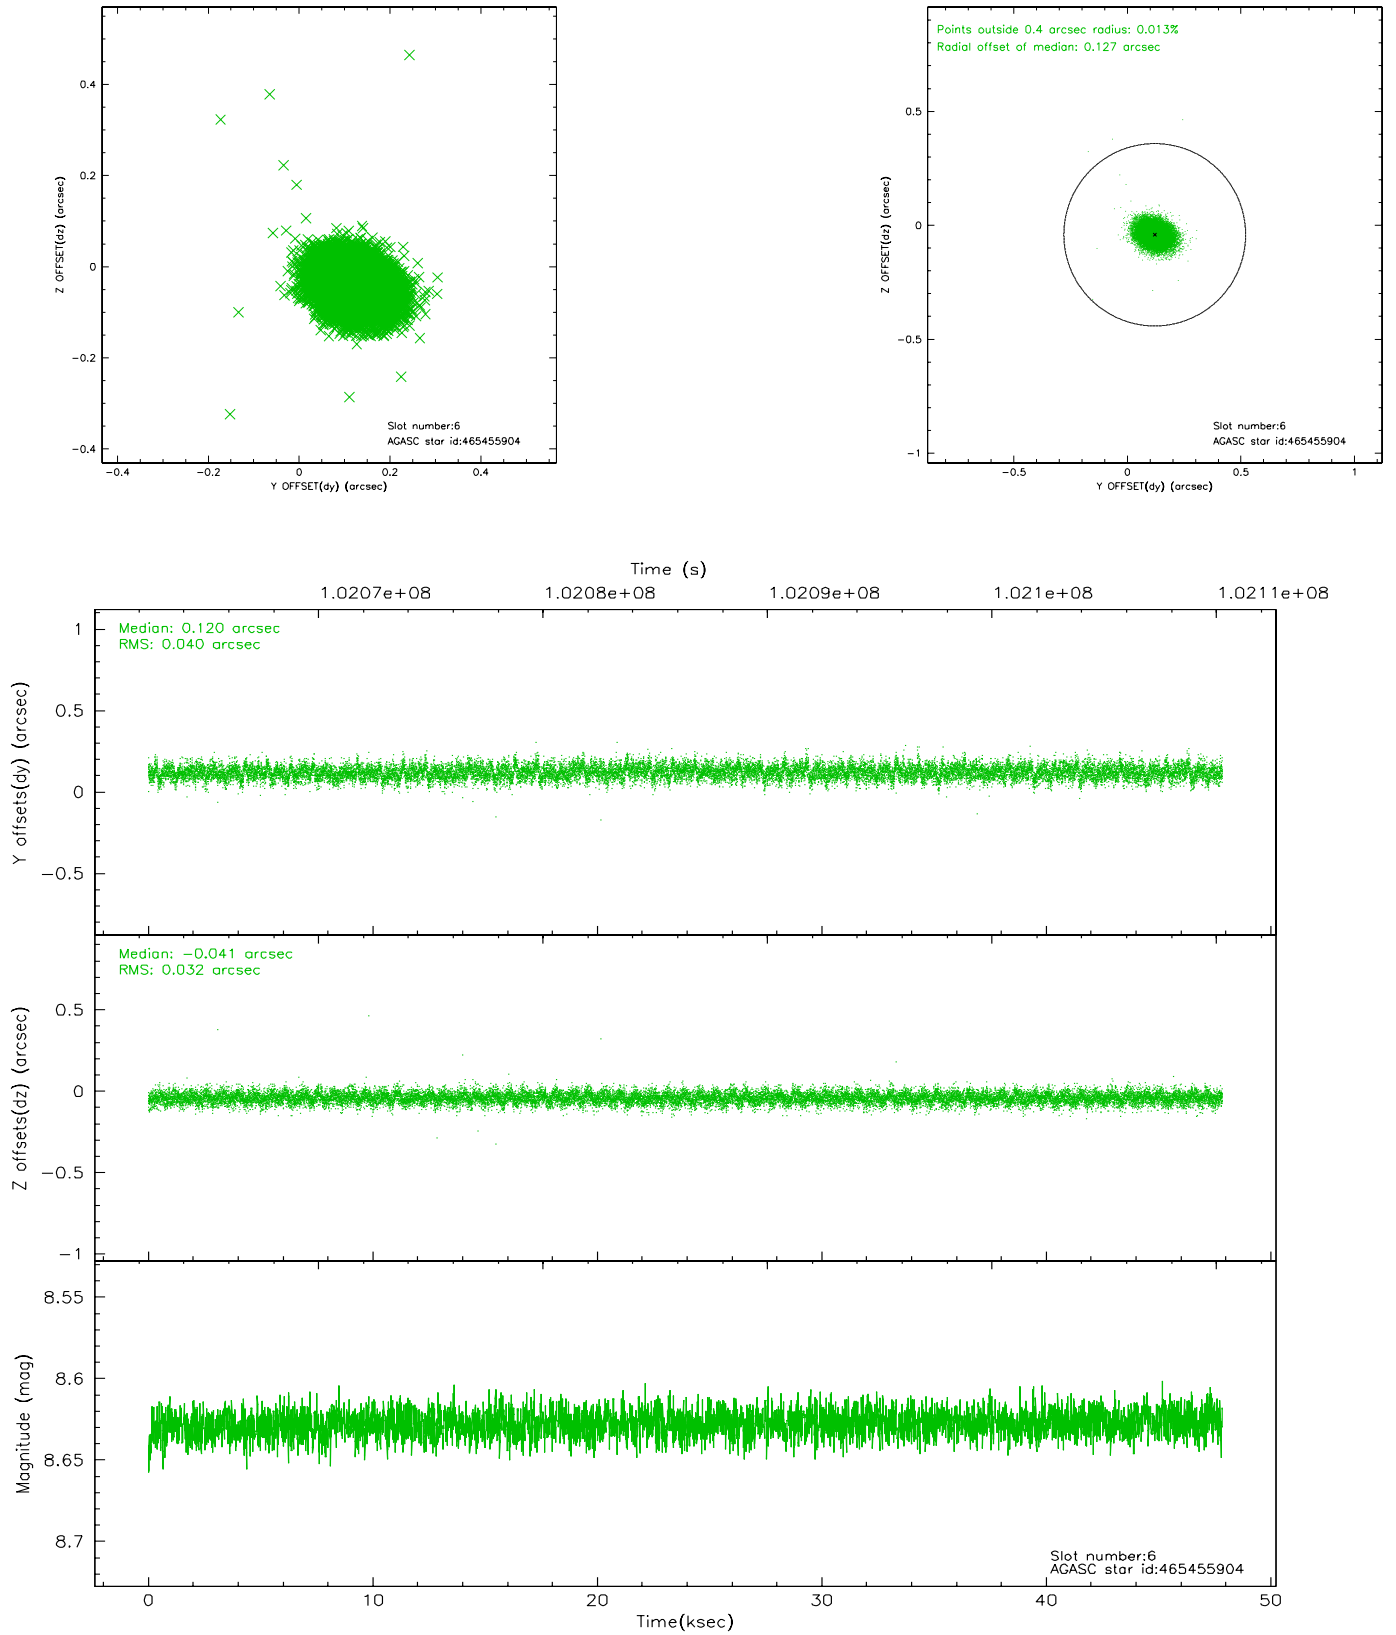 0.4
0.2
0
−0.2
−0.4
Z OFFSET(dz) (arcsec)
−0.4
−0.2
0
0.2
0.4
Y OFFSET(dy) (arcsec)
Slot number:6
AGASC star id:465455904
Points outside 0.4 arcsec radius: 0.013%
Radial offset of median: 0.127 arcsec
0.5
0
−0.5
−1
Z OFFSET(dz) (arcsec)
−0.5
0
0.5
1
Y OFFSET(dy) (arcsec)
Slot number:6
AGASC star id:465455904
Time (s)
1.0207e+08
1.0208e+08
1.0209e+08
1.021e+08
1.0211e+08
Median: 0.120 arcsec
RMS: 0.040 arcsec
1
0.5
0
−0.5
Y offsets(dy) (arcsec)
Median: −0.041 arcsec
RMS: 0.032 arcsec
0.5
0
−0.5
−1
Z offsets(dz) (arcsec)
8.55
8.6
8.65
8.7
Magnitude (mag)
Slot number:6
AGASC star id:465455904
0
10
20
30
40
50
Time(ksec)